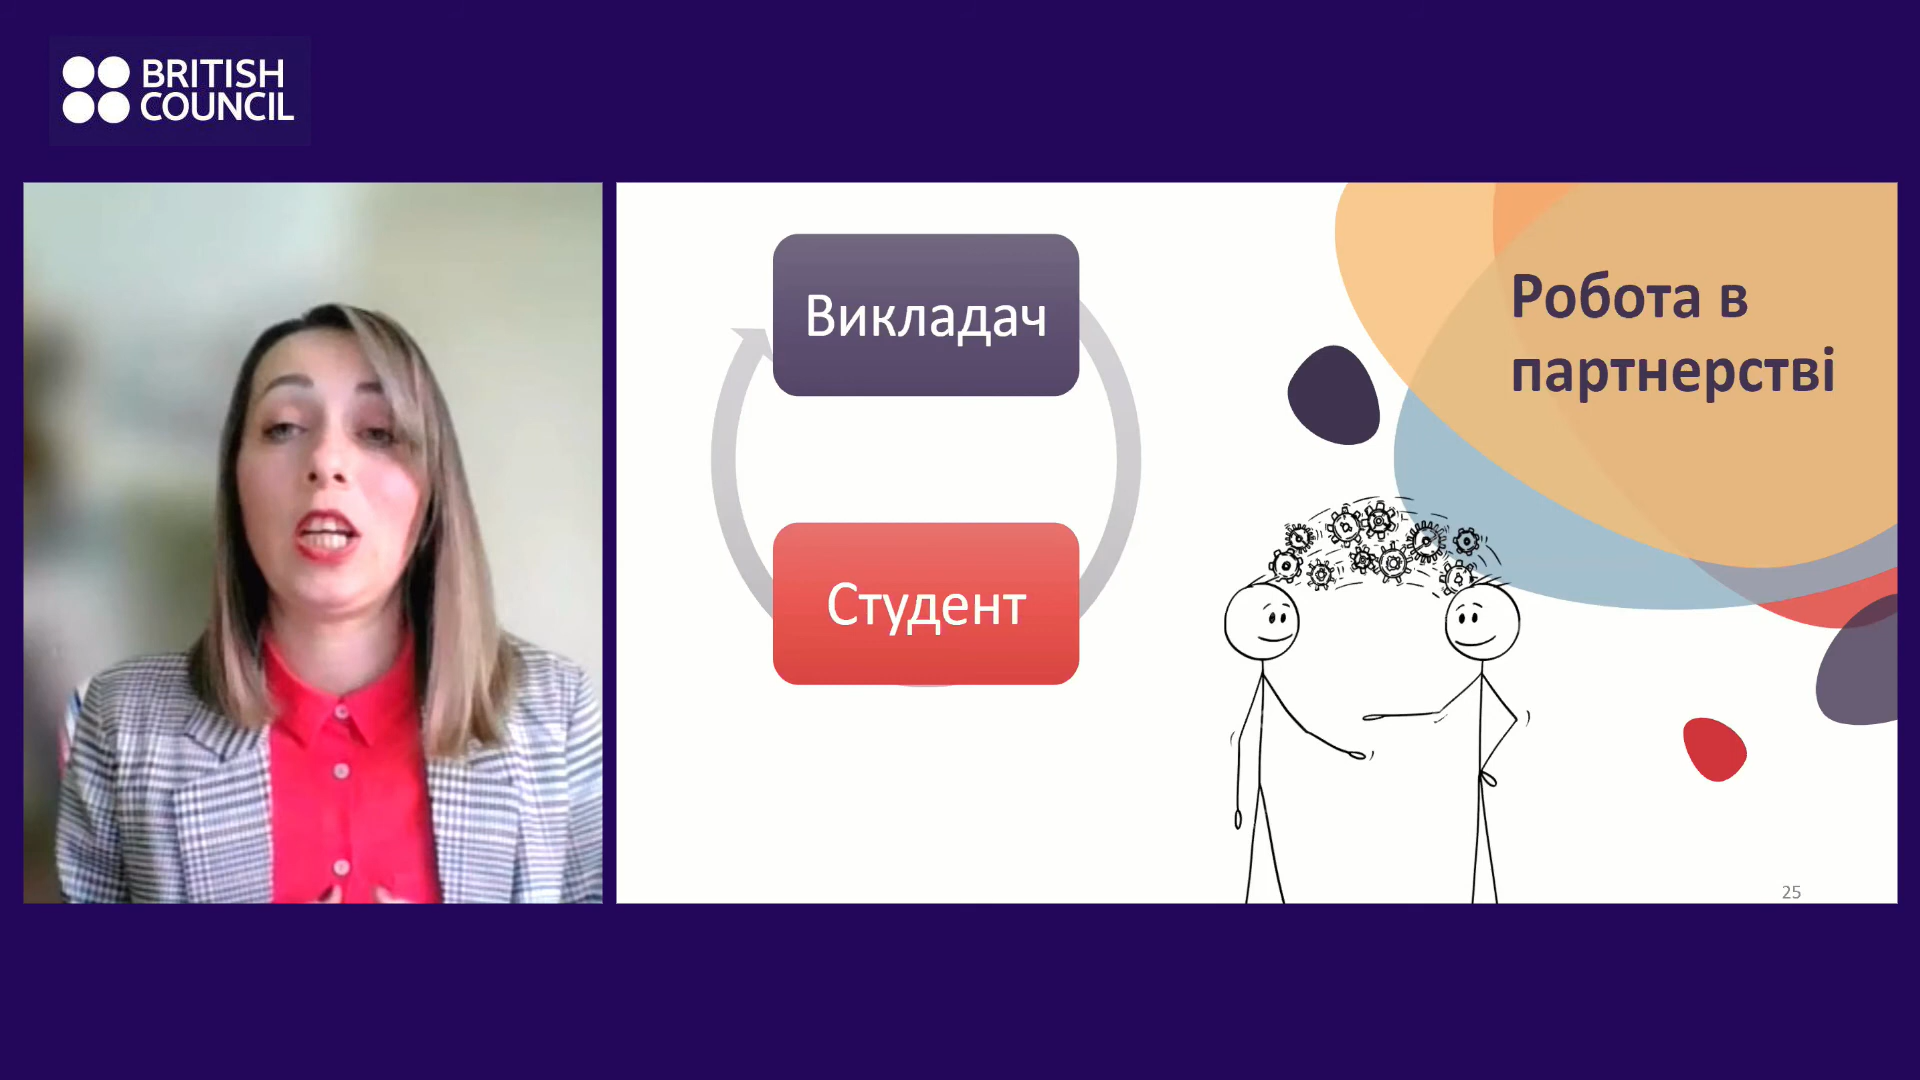 BRITISH
COUNCIL
Викладач
Студент
Робота в
партнерстві
25